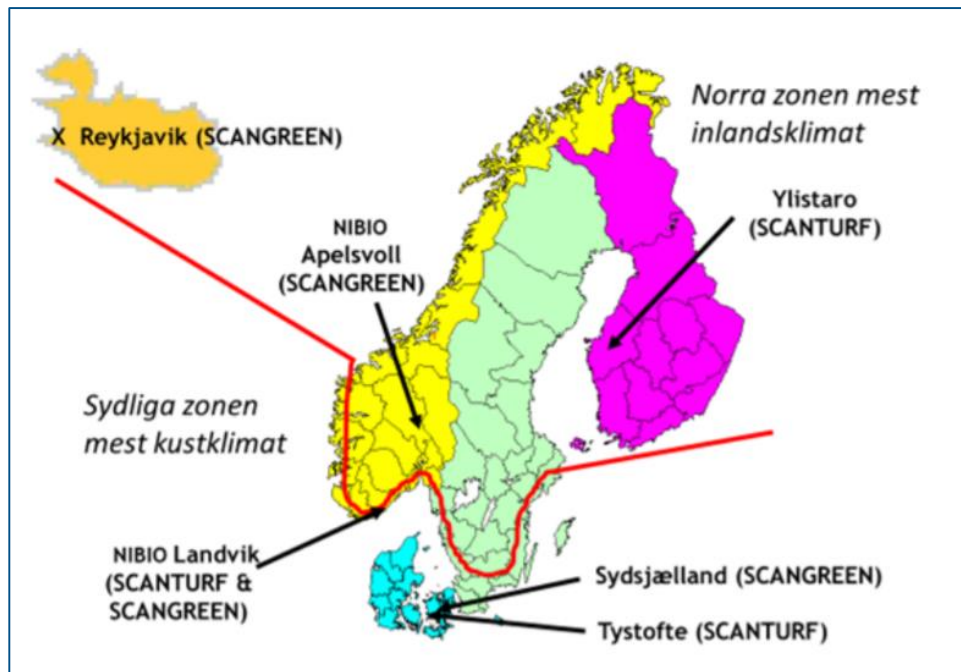 Norra zonen mest
inlandsklimat
X Reykjavik (SCANGREEN)
Ylistaro
(SCANTURF)
NIBIO
Apelsvoll
(SCANGREEN)
Sydliga zonen
mest kustklimat
NIBIO Landvik
(SCANTURF &
SCANGREEN)
Sydsjælland (SCANGREEN)
Tystofte (SCANTURF)